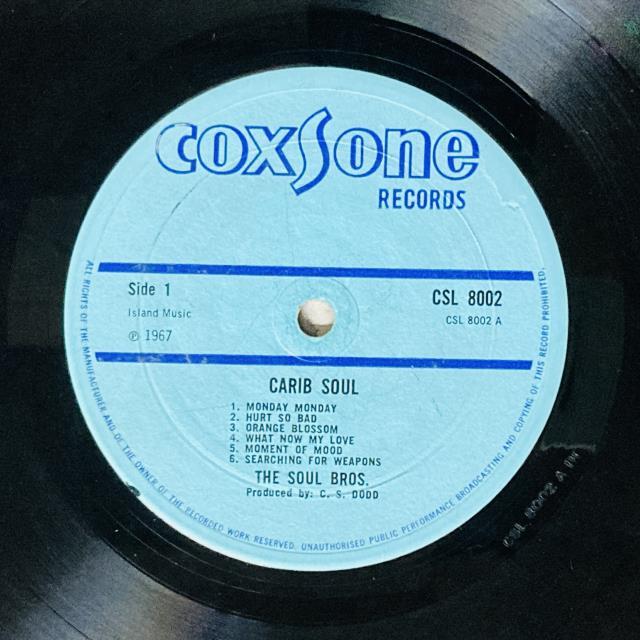 coxsone
RECORDS
Side 1
CSL 8002
Island Music
CSL 8002 A
℗ 1967
CARIB SOUL
1. MONDAY MONDAY
2. HURT SO BAD
3. ORANGE BLOSSOM
4. WHAT NOW MY LOVE
5. MOMENT OF MOOD
6. SEARCHING FOR WEAPONS
THE SOUL BROS.
Produced by: C. S. DODD
ALL RIGHTS OF THE MANUFACTURER AND OF THE OWNER OF THE RECORDED WORK RESERVED. UNAUTHORISED PUBLIC PERFORMANCE BROADCASTING AND COPYING OF THIS RECORD PROHIBITED.
CSL 8002 A